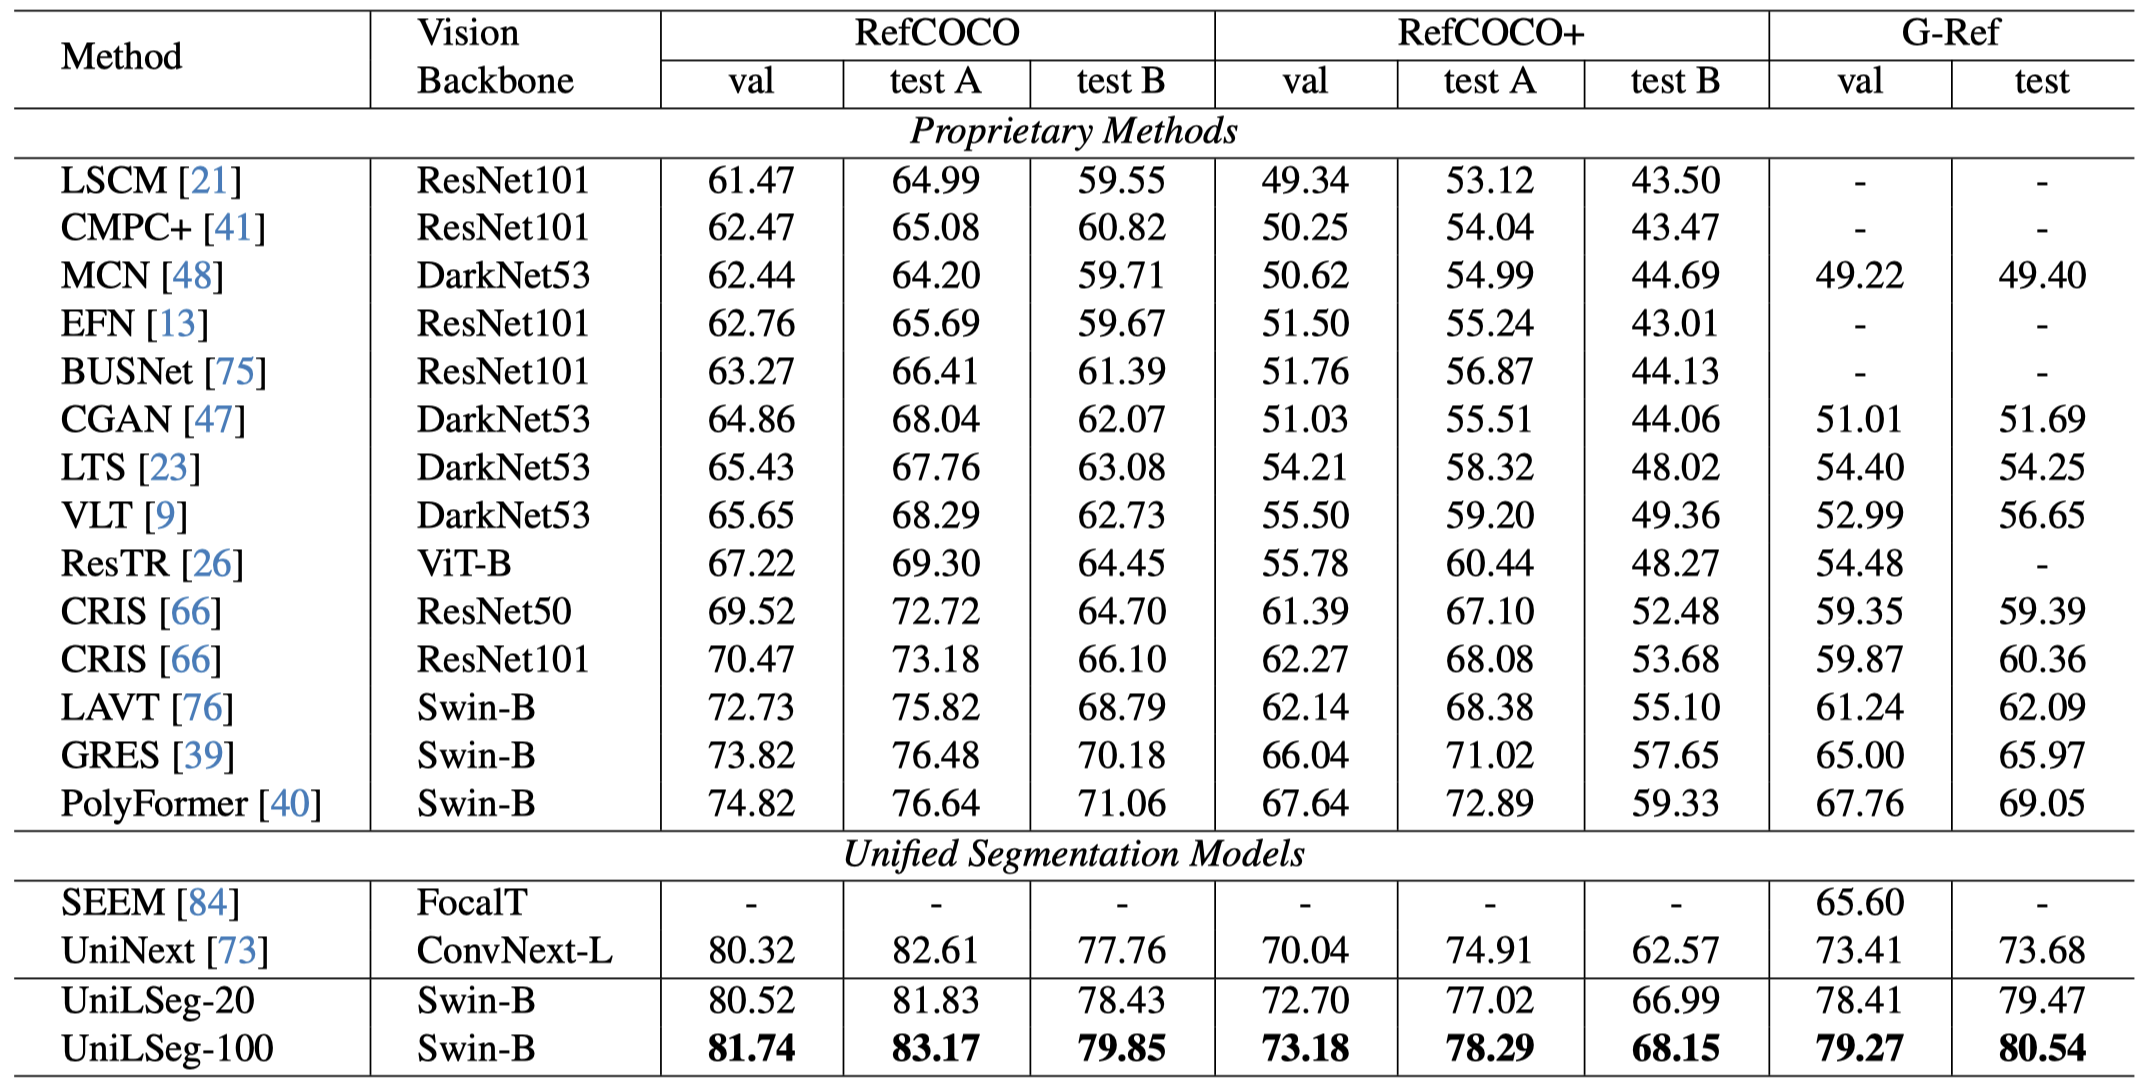 Method Vision Backbone RefCOCO RefCOCO+ G-Ref
val test A test B val test A test B val test
Proprietary Methods
LSCM [21] ResNet101 61.47 64.99 59.55 49.34 53.12 43.50 - -
CMPC+ [41] ResNet101 62.47 65.08 60.82 50.25 54.04 43.47 - -
MCN [48] DarkNet53 62.44 64.20 59.71 50.62 54.99 44.69 49.22 49.40
EFN [13] ResNet101 62.76 65.69 59.67 51.50 55.24 43.01 - -
BUSNet [75] ResNet101 63.27 66.41 61.39 51.76 56.87 44.13 - -
CGAN [47] DarkNet53 64.86 68.04 62.07 51.03 55.51 44.06 51.01 51.69
LTS [23] DarkNet53 65.43 67.76 63.08 54.21 58.32 48.02 54.40 54.25
VLT [9] DarkNet53 65.65 68.29 62.73 55.50 59.20 49.36 52.99 56.65
ResTR [26] ViT-B 67.22 69.30 64.45 55.78 60.44 48.27 54.48 -
CRIS [66] ResNet50 69.52 72.72 64.70 61.39 67.10 52.48 59.35 59.39
CRIS [66] ResNet101 70.47 73.18 66.10 62.27 68.08 53.68 59.87 60.36
LAVT [76] Swin-B 72.73 75.82 68.79 62.14 68.38 55.10 61.24 62.09
GRES [39] Swin-B 73.82 76.48 70.18 66.04 71.02 57.65 65.00 65.97
PolyFormer [40] Swin-B 74.82 76.64 71.06 67.64 72.89 59.33 67.76 69.05
Unified Segmentation Models
SEEM [84] FocalT - - - - - - 65.60 -
UniNext [73] ConvNext-L 80.32 82.61 77.76 70.04 74.91 62.57 73.41 73.68
UniLSeg-20 Swin-B 80.52 81.83 78.43 72.70 77.02 66.99 78.41 79.47
UniLSeg-100 Swin-B 81.74 83.17 79.85 73.18 78.29 68.15 79.27 80.54